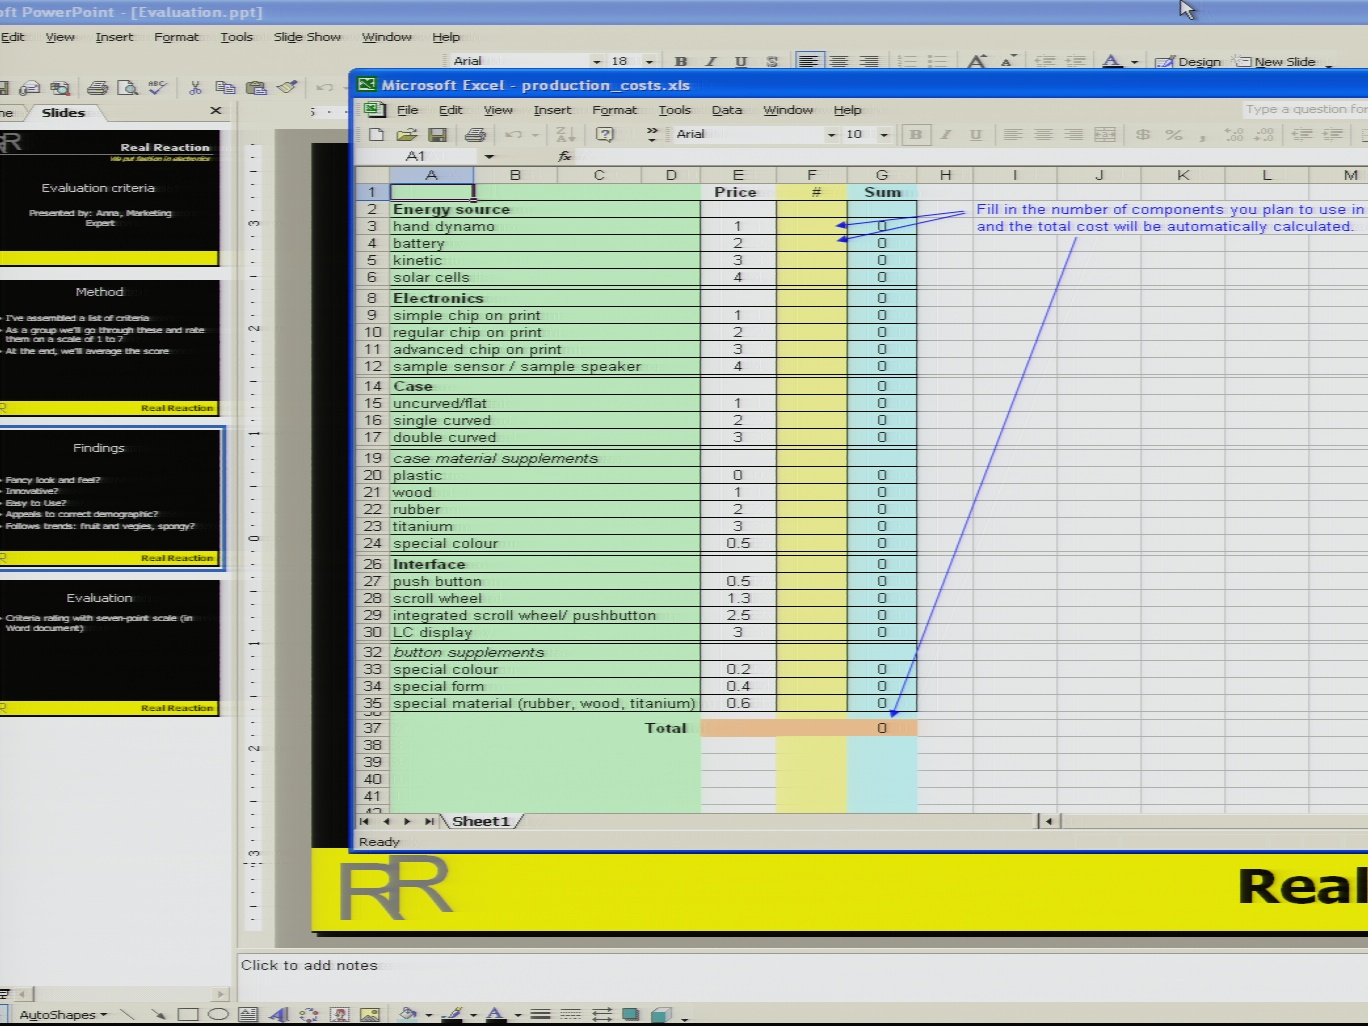 oft PowerPoint - [Evaluation.ppt]
Edit View Insert Format Tools Slide Show Window Help
Arial 18 B I U S A A A Design New Slide
Microsoft Excel - production_costs.xls
File Edit View Insert Format Tools Data Window Help
Type a question for
Arial 10 B I U $ % ,
A1 fx
me Slides
A B C D E F G H I J K L M
1 Price # Sum
2 Energy source
3 hand dynamo 1 0
4 battery 2 0
5 kinetic 3 0
6 solar cells 4 0
8 Electronics 0
9 simple chip on print 1 0
10 regular chip on print 2 0
11 advanced chip on print 3 0
12 sample sensor / sample speaker 4 0
14 Case 0
15 uncurved/flat 1 0
16 single curved 2 0
17 double curved 3 0
19 case material supplements
20 plastic 0 0
21 wood 1 0
22 rubber 2 0
23 titanium 3 0
24 special colour 0.5 0
26 Interface 0
27 push button 0.5 0
28 scroll wheel 1.3 0
29 integrated scroll wheel/ pushbutton 2.5 0
30 LC display 3 0
32 button supplements
33 special colour 0.2 0
34 special form 0.4 0
35 special material (rubber, wood, titanium) 0.6 0
36
37 Total 0
38
39
40
41
42
Fill in the number of components you plan to use in
and the total cost will be automatically calculated.
Sheet1
Ready
R
Real Reaction
We put fashion in electronics
Evaluation criteria
Presented by: Anna, Marketing
Expert
Method
I've assembled a list of criteria
As a group we'll go through these and rate
them on a scale of 1 to 7
At the end, we'll average the score
R Real Reaction
Findings
Fancy look and feel?
Innovative?
Easy to Use?
Appeals to correct demographic?
Follows trends: fruit and vegies, spongy?
R Real Reaction
Evaluation
Criteria rating with seven-point scale (in
Word document)
R Real Reaction
5
3
2
1
0
1
2
3
RR
Real
Click to add notes
AutoShapes